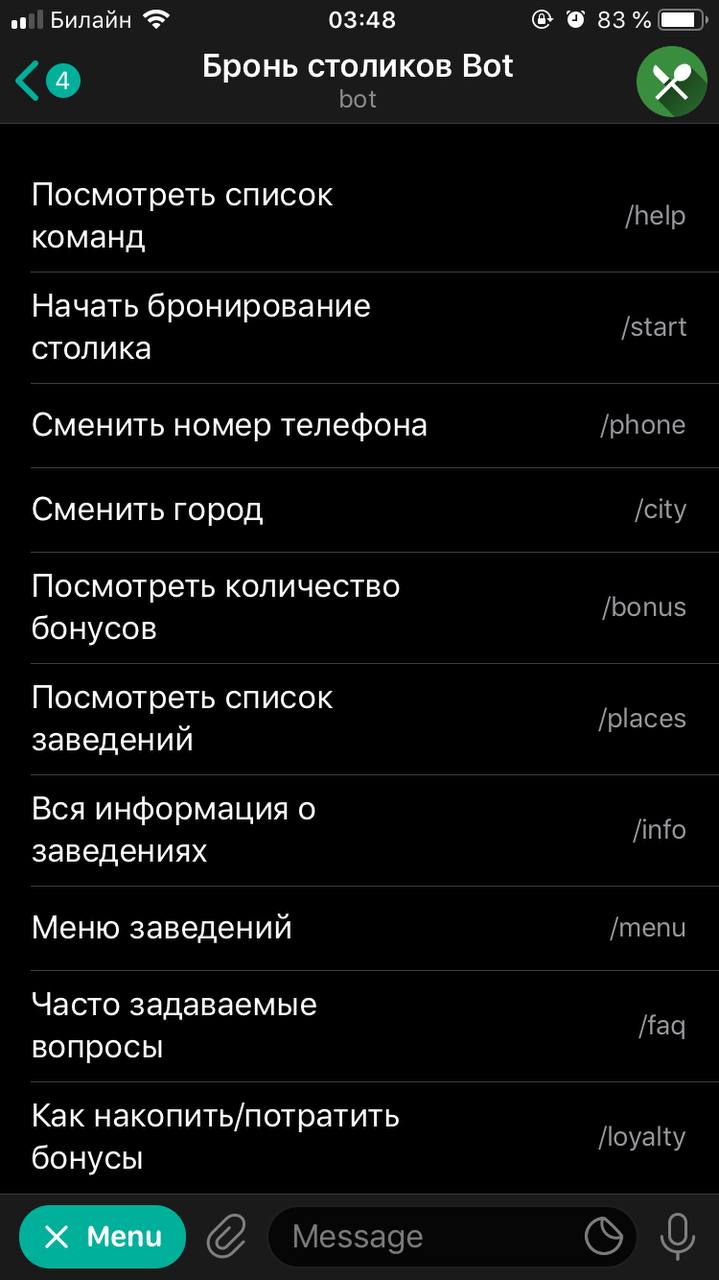 Билайн 03:48 83 %
4 Бронь столиков Bot
bot
Посмотреть список
команд
/help
Начать бронирование
столика
/start
Сменить номер телефона /phone
Сменить город /city
Посмотреть количество
бонусов
/bonus
Посмотреть список
заведений
/places
Вся информация о
заведениях
/info
Меню заведений /menu
Часто задаваемые
вопросы
/faq
Как накопить/потратить
бонусы
/loyalty
Menu Message